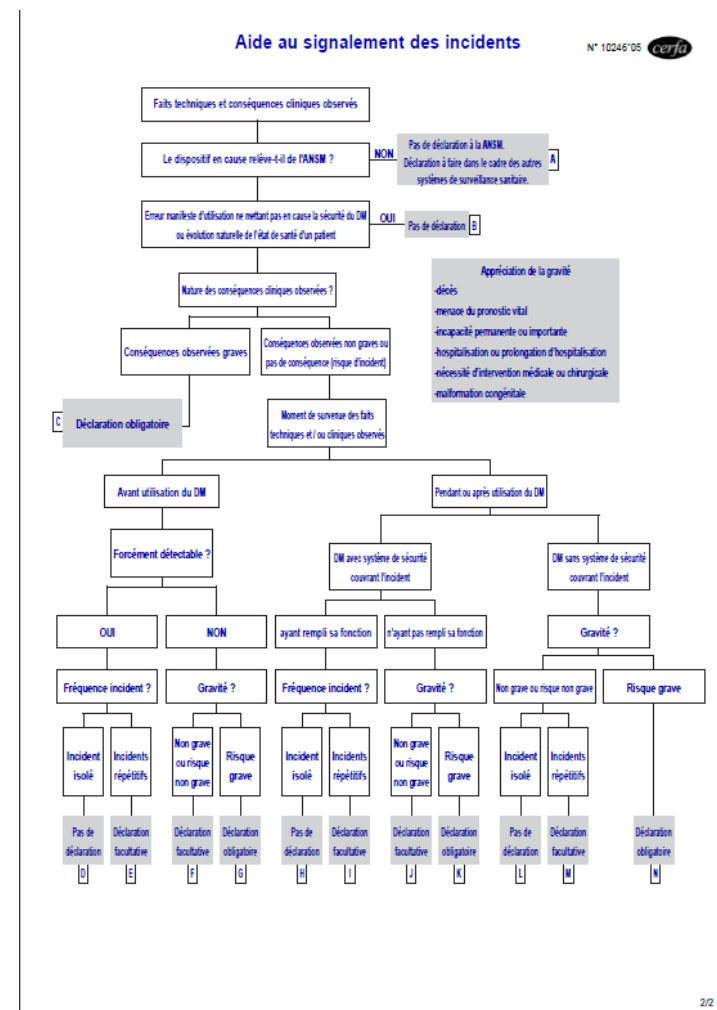 Aide au signalement des incidents
N° 10246*05 cerfa
Faits techniques et conséquences cliniques observés
Le dispositif en cause relève-t-il de l'ANSM ?
NON
Pas de déclaration à la ANSM.
Déclaration à faire dans le cadre des autres
systèmes de surveillance sanitaire.
A
Erreur manifeste d'utilisation ne mettant pas en cause la sécurité du DM
ou évolution naturelle de l'état de santé d'un patient
OUI
Pas de déclaration
B
Nature des conséquences cliniques observées ?
Appréciation de la gravité
-décès
-menace du pronostic vital
-incapacité permanente ou importante
-hospitalisation ou prolongation d'hospitalisation
-nécessité d'intervention médicale ou chirurgicale
-malformation congénitale
Conséquences observées graves
Conséquences observées non graves ou
pas de conséquence (risque d'incident)
C
Déclaration obligatoire
Moment de survenue des faits
techniques et / ou cliniques observés
Avant utilisation du DM
Pendant ou après utilisation du DM
Forcément détectable ?
DM avec système de sécurité
couvrant l'incident
DM sans système de sécurité
couvrant l'incident
OUI
NON
ayant rempli sa fonction
n'ayant pas rempli sa fonction
Gravité ?
Fréquence incident ?
Gravité ?
Fréquence incident ?
Gravité ?
Non grave ou risque non grave
Risque grave
Incident
isolé
Incidents
répétitifs
Non grave
ou risque
non grave
Risque
grave
Incident
isolé
Incidents
répétitifs
Non grave
ou risque
non grave
Risque
grave
Incident
isolé
Incidents
répétitifs
Pas de
déclaration
Déclaration
facultative
Déclaration
facultative
Déclaration
obligatoire
Pas de
déclaration
Déclaration
facultative
Déclaration
facultative
Déclaration
obligatoire
Pas de
déclaration
Déclaration
facultative
Déclaration
obligatoire
D
E
F
G
H
I
J
K
L
M
N
2/2